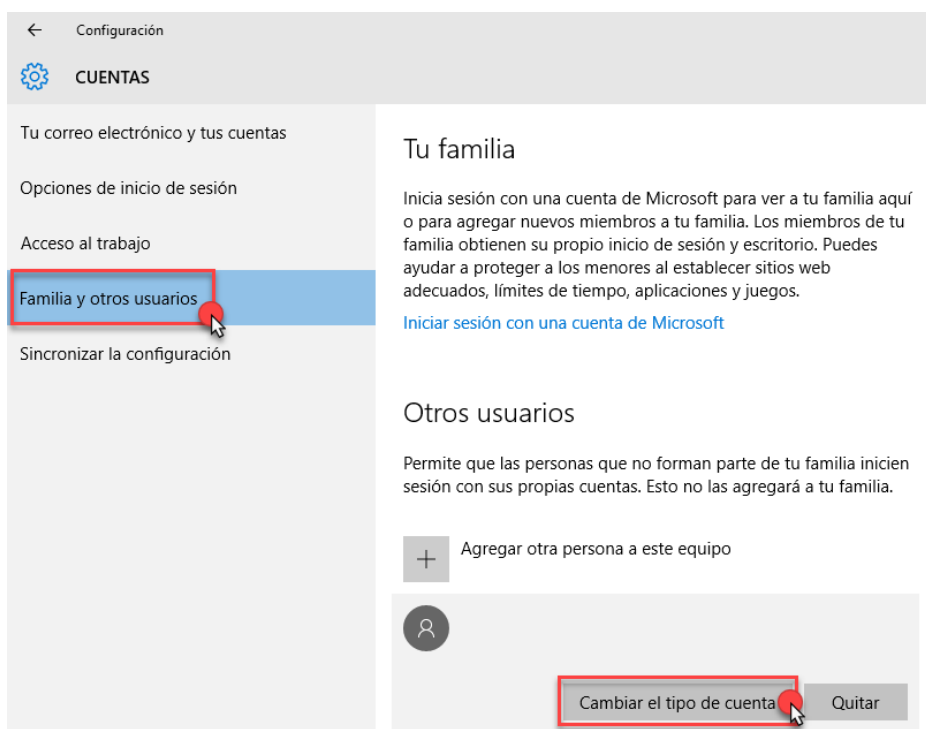 Configuración
CUENTAS
Tu correo electrónico y tus cuentas
Opciones de inicio de sesión
Acceso al trabajo
Familia y otros usuarios
Sincronizar la configuración
Tu familia
Inicia sesión con una cuenta de Microsoft para ver a tu familia aquí
o para agregar nuevos miembros a tu familia. Los miembros de tu
familia obtienen su propio inicio de sesión y escritorio. Puedes
ayudar a proteger a los menores al establecer sitios web
adecuados, límites de tiempo, aplicaciones y juegos.
Iniciar sesión con una cuenta de Microsoft
Otros usuarios
Permite que las personas que no forman parte de tu familia inicien
sesión con sus propias cuentas. Esto no las agregará a tu familia.
Agregar otra persona a este equipo
Cambiar el tipo de cuenta
Quitar